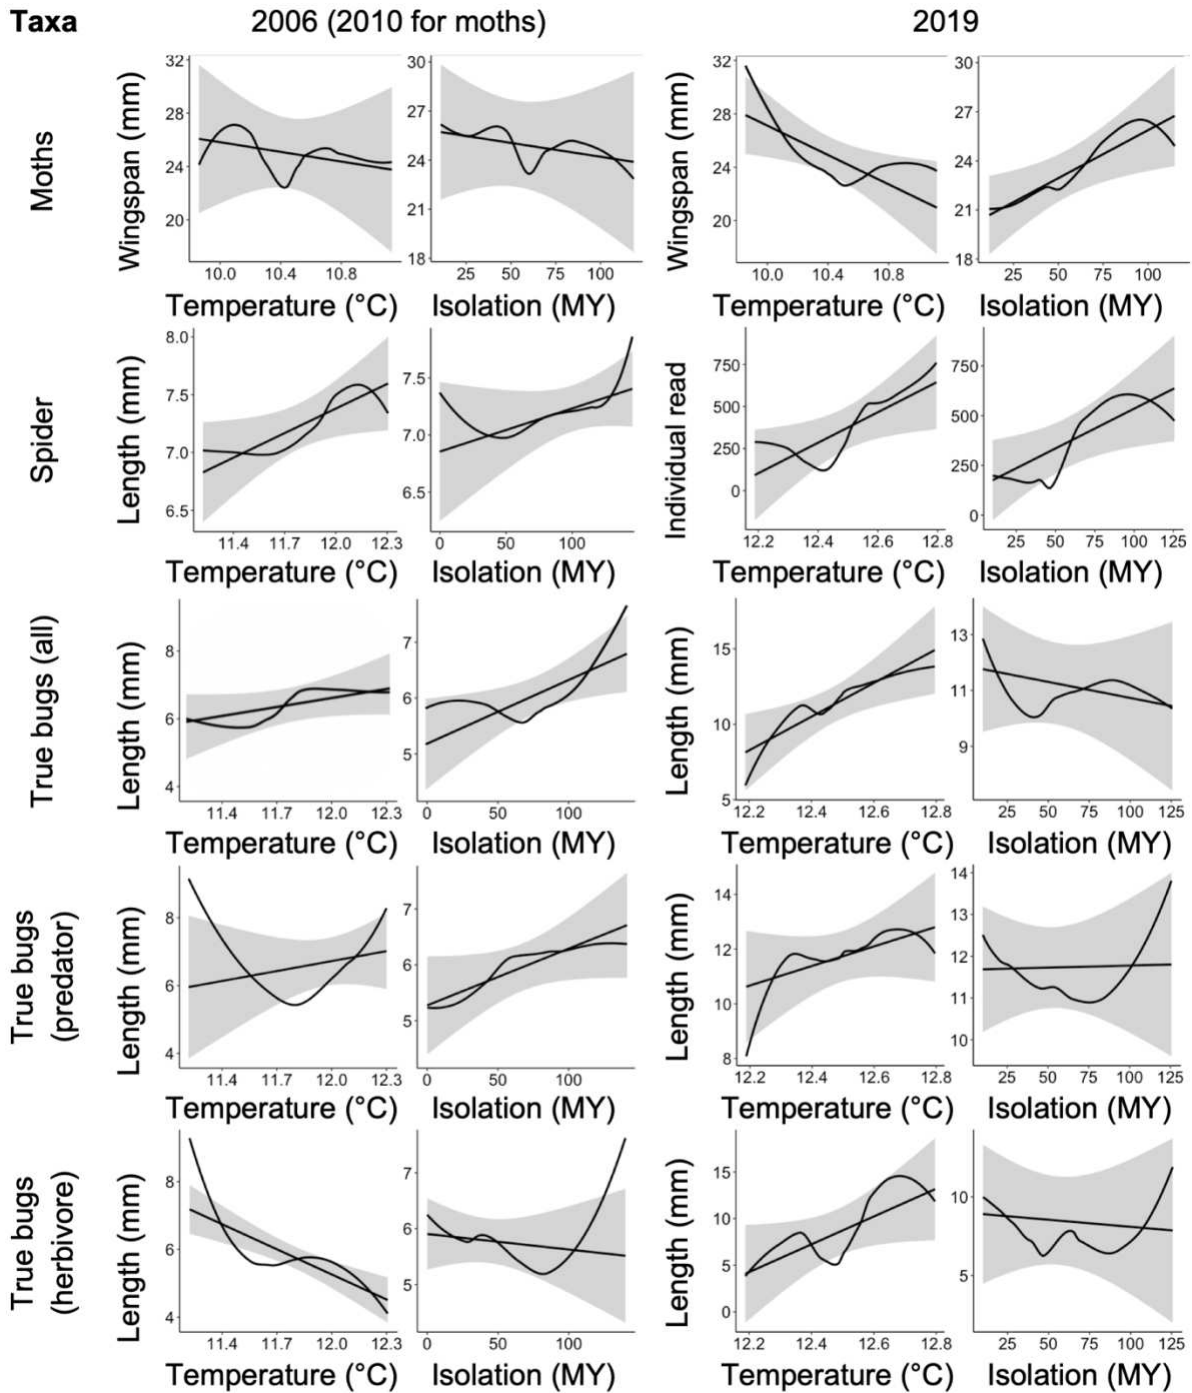 Taxa 2006 (2010 for moths) 2019
Moths
Wingspan (mm)
32
28
24
20
10.0 10.4 10.8
Temperature (°C)
30
27
24
21
18
25 50 75 100
Isolation (MY)
Wingspan (mm)
32
28
24
20
10.0 10.4 10.8
Temperature (°C)
30
27
24
21
18
25 50 75 100
Isolation (MY)
Spider
Length (mm)
8.0
7.5
7.0
6.5
11.4 11.7 12.0 12.3
Temperature (°C)
7.5
7.0
6.5
0 50 100
Isolation (MY)
Individual read
750
500
250
0
12.2 12.4 12.6 12.8
Temperature (°C)
750
500
250
0
25 50 75 100 125
Isolation (MY)
True bugs (all)
Length (mm)
8
6
4
11.4 11.7 12.0 12.3
Temperature (°C)
7
6
5
0 50 100
Isolation (MY)
Length (mm)
15
10
5
12.2 12.4 12.6 12.8
Temperature (°C)
13
11
9
25 50 75 100 125
Isolation (MY)
True bugs
(predator)
Length (mm)
8
6
4
11.4 11.7 12.0 12.3
Temperature (°C)
7
6
5
0 50 100
Isolation (MY)
Length (mm)
14
12
10
8
12.2 12.4 12.6 12.8
Temperature (°C)
14
13
12
11
10
25 50 75 100 125
Isolation (MY)
True bugs
(herbivore)
Length (mm)
8
6
4
11.4 11.7 12.0 12.3
Temperature (°C)
7
6
5
0 50 100
Isolation (MY)
Length (mm)
15
10
5
0
12.2 12.4 12.6 12.8
Temperature (°C)
10
5
25 50 75 100 125
Isolation (MY)